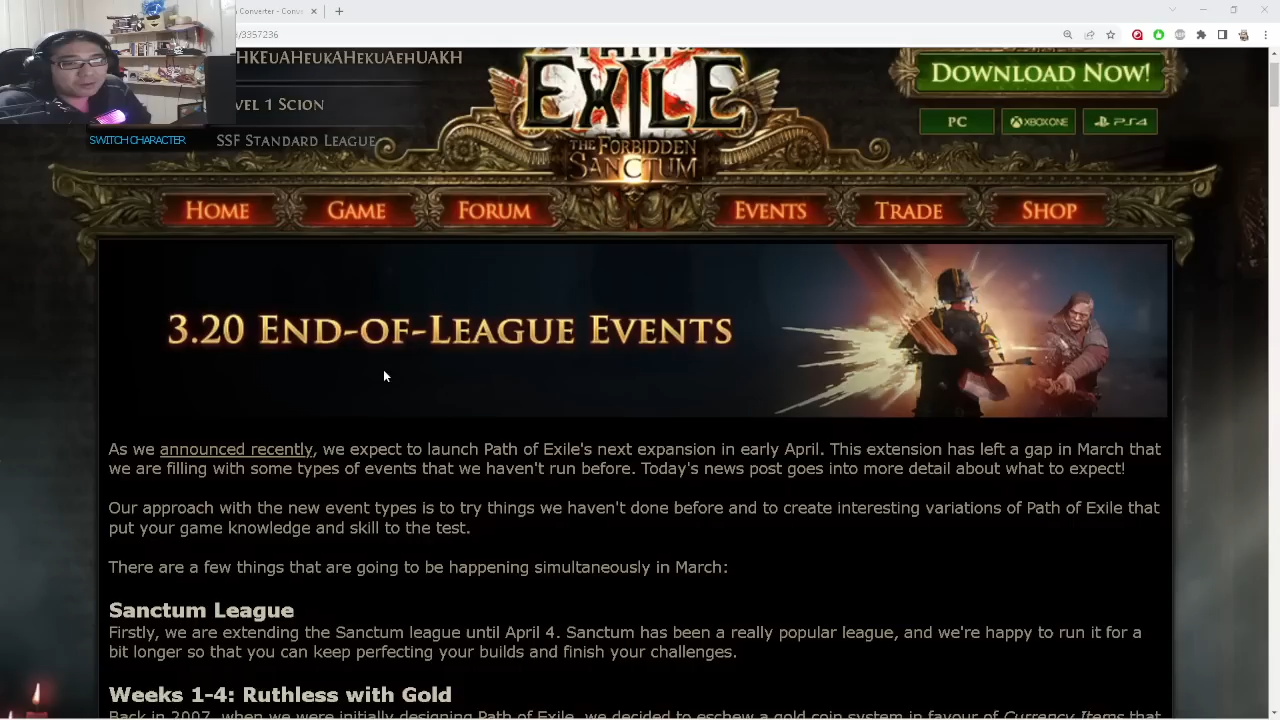 Converter - Conv
/3357236
HKEuAHeukAHekuAehUAKH
vel 1 Scion
SWITCH CHARACTER
SSF Standard League
Exile
The Forbidden
Sanctum
Download Now!
PC
XBOX ONE
PS4
Home
Game
Forum
Events
Trade
Shop
3.20 End-of-League Events
As we announced recently, we expect to launch Path of Exile's next expansion in early April. This extension has left a gap in March that
we are filling with some types of events that we haven't run before. Today's news post goes into more detail about what to expect!
Our approach with the new event types is to try things we haven't done before and to create interesting variations of Path of Exile that
put your game knowledge and skill to the test.
There are a few things that are going to be happening simultaneously in March:
Sanctum League
Firstly, we are extending the Sanctum league until April 4. Sanctum has been a really popular league, and we're happy to run it for a
bit longer so that you can keep perfecting your builds and finish your challenges.
Weeks 1-4: Ruthless with Gold
Back in 2007, when we were initially designing Path of Exile, we decided to eschew a gold coin system in favour of Currency Items that